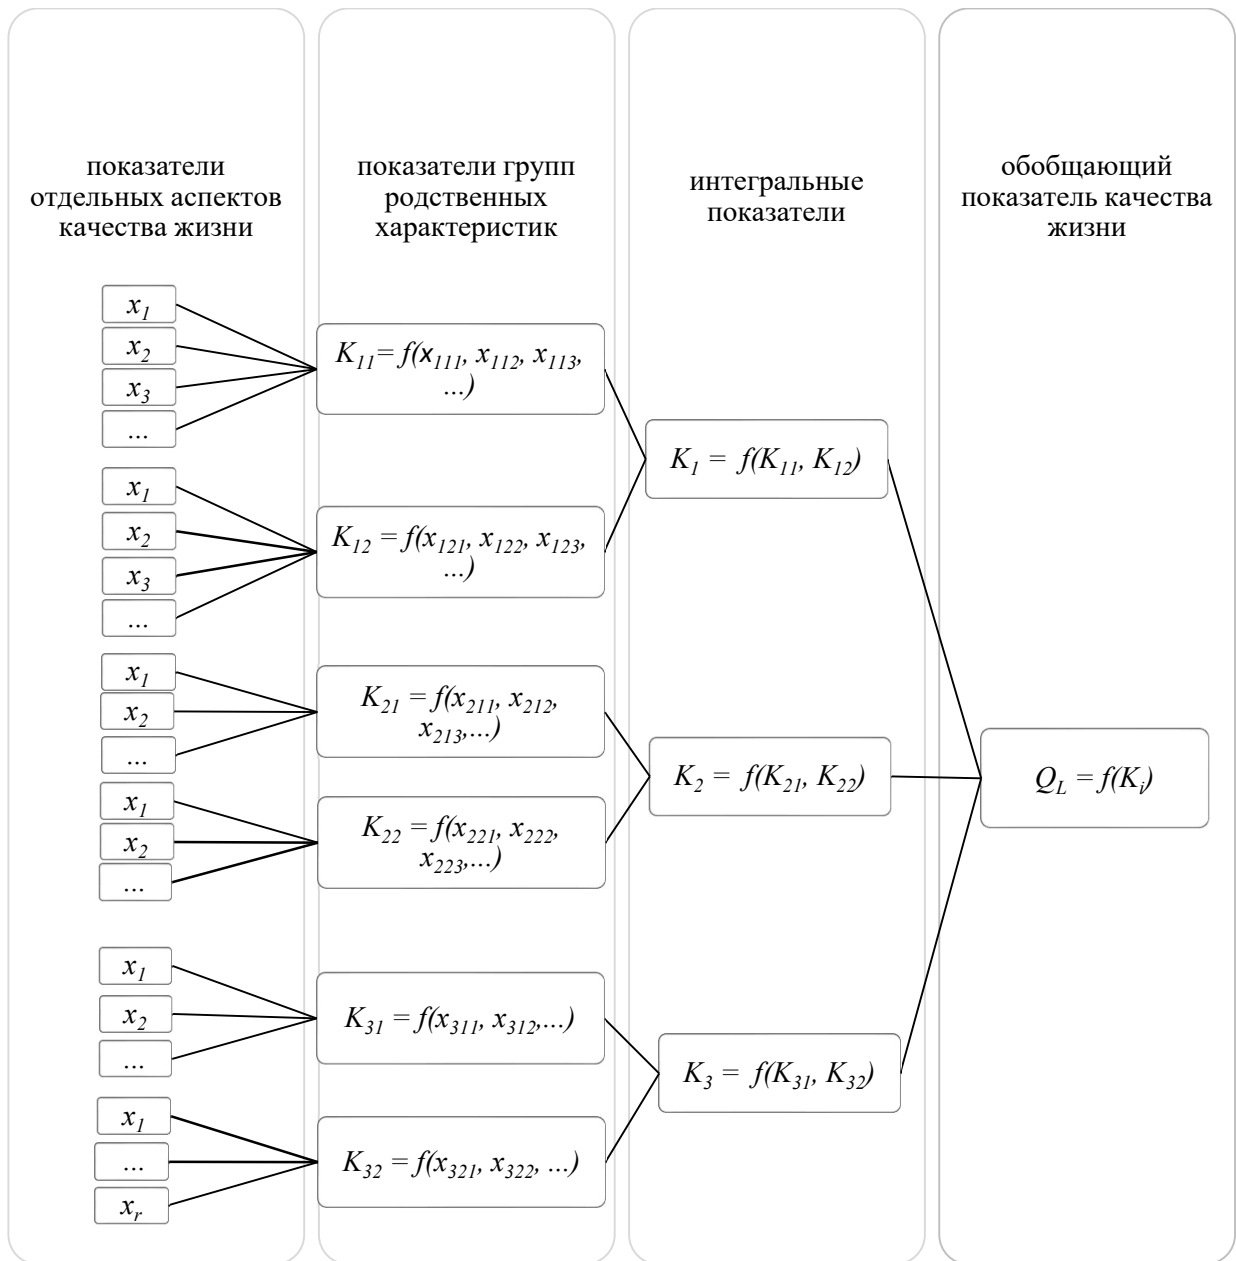 показатели
отдельных аспектов
качества жизни
x₁
x₂
x₃
...
x₁
x₂
x₃
...
x₁
x₂
...
x₁
x₂
...
x₁
x₂
...
x₁
...
xᵣ
показатели групп
родственных
характеристик
K₁₁= f(x₁₁₁, x₁₁₂, x₁₁₃,
...)
K₁₂ = f(x₁₂₁, x₁₂₂, x₁₂₃,
...)
K₂₁ = f(x₂₁₁, x₂₁₂,
x₂₁₃,...)
K₂₂ = f(x₂₂₁, x₂₂₂,
x₂₂₃,...)
K₃₁ = f(x₃₁₁, x₃₁₂,...)
K₃₂ = f(x₃₂₁, x₃₂₂, ...)
интегральные
показатели
K₁ = f(K₁₁, K₁₂)
K₂ = f(K₂₁, K₂₂)
K₃ = f(K₃₁, K₃₂)
обобщающий
показатель качества
жизни
Q_L = f(Kᵢ)